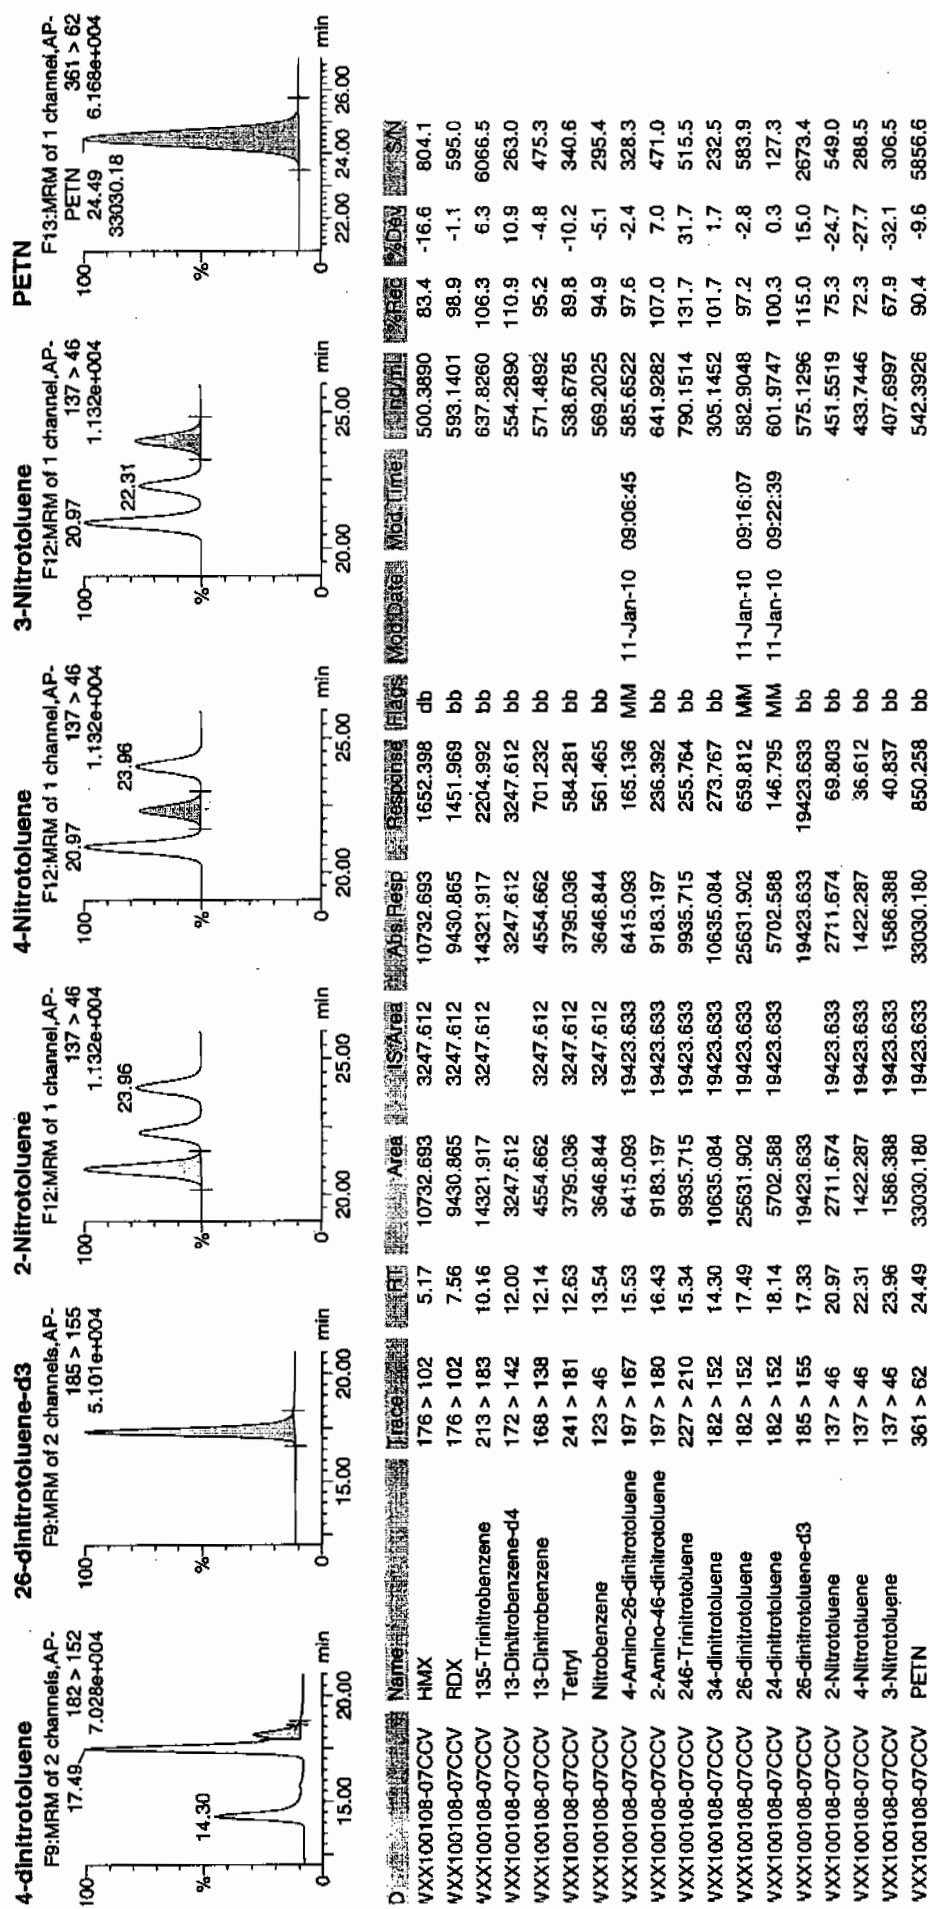 4-dinitrotoluene
F9:MRM of 2 channels,AP-
182 > 152
7.028e+004
17.49
14.30
100
%
0
15.00 20.00 min
26-dinitrotoluene-d3
F9:MRM of 2 channels,AP-
185 > 155
5.101e+004
100
%
0
15.00 20.00 min
2-Nitrotoluene
F12:MRM of 1 channel,AP-
137 > 46
1.132e+004
23.96
100
%
0
20.00 25.00 min
4-Nitrotoluene
F12:MRM of 1 channel,AP-
137 > 46
1.132e+004
20.97
23.96
100
%
0
20.00 25.00 min
3-Nitrotoluene
F12:MRM of 1 channel,AP-
137 > 46
1.132e+004
20.97
22.31
100
%
0
20.00 25.00 min
PETN
F13:MRM of 1 channel,AP-
361 > 62
6.168e+004
PETN
24.49
33030.18
100
%
0
22.00 24.00 26.00 min
Name Trace RT Area IS Area Abs.Resp Response Flags Mod.Date Mod.Time ng/mL %Rec %Dev S/N
VXX100108-07CCV HMX 176 > 102 5.17 10732.693 3247.612 10732.693 1652.398 db 500.3890 83.4 -16.6 804.1
VXX100108-07CCV RDX 176 > 102 7.56 9430.865 3247.612 9430.865 1451.969 bb 593.1401 98.9 -1.1 595.0
VXX100108-07CCV 135-Trinitrobenzene 213 > 183 10.16 14321.917 3247.612 14321.917 2204.992 bb 637.8260 106.3 6.3 6066.5
VXX100108-07CCV 13-Dinitrobenzene-d4 172 > 142 12.00 3247.612 3247.612 3247.612 bb 554.2890 110.9 10.9 263.0
VXX100108-07CCV 13-Dinitrobenzene 168 > 138 12.14 4554.662 3247.612 4554.662 701.232 bb 571.4892 95.2 -4.8 475.3
VXX100108-07CCV Tetryl 241 > 181 12.63 3795.036 3247.612 3795.036 584.281 bb 538.6785 89.8 -10.2 340.6
VXX100108-07CCV Nitrobenzene 123 > 46 13.54 3646.844 3247.612 3646.844 561.465 bb 569.2025 94.9 -5.1 295.4
VXX100108-07CCV 4-Amino-26-dinitrotoluene 197 > 167 15.53 6415.093 19423.633 6415.093 165.136 MM 11-Jan-10 09:06:45 585.6522 97.6 -2.4 328.3
VXX100108-07CCV 2-Amino-46-dinitrotoluene 197 > 180 16.43 9183.197 19423.633 9183.197 236.392 bb 641.9282 107.0 7.0 471.0
VXX100108-07CCV 246-Trinitrotoluene 227 > 210 15.34 9935.715 19423.633 9935.715 255.764 bb 790.1514 131.7 31.7 515.5
VXX100108-07CCV 34-dinitrotoluene 182 > 152 14.30 10635.084 19423.633 10635.084 273.767 bb 305.1452 101.7 1.7 232.5
VXX100108-07CCV 26-dinitrotoluene 182 > 152 17.49 25631.902 19423.633 25631.902 659.812 MM 11-Jan-10 09:16:07 582.9048 97.2 -2.8 583.9
VXX100108-07CCV 24-dinitrotoluene 182 > 152 18.14 5702.588 19423.633 5702.588 146.795 MM 11-Jan-10 09:22:39 601.9747 100.3 0.3 127.3
VXX100108-07CCV 26-dinitrotoluene-d3 185 > 155 17.33 19423.633 19423.633 19423.633 bb 575.1296 115.0 15.0 2673.4
VXX100108-07CCV 2-Nitrotoluene 137 > 46 20.97 2711.674 19423.633 2711.674 69.803 bb 451.5519 75.3 -24.7 549.0
VXX100108-07CCV 4-Nitrotoluene 137 > 46 22.31 1422.287 19423.633 1422.287 36.612 bb 433.7446 72.3 -27.7 288.5
VXX100108-07CCV 3-Nitrotoluene 137 > 46 23.96 1586.388 19423.633 1586.388 40.837 bb 407.6997 67.9 -32.1 306.5
VXX100108-07CCV PETN 361 > 62 24.49 33030.180 19423.633 33030.180 850.258 bb 542.3926 90.4 -9.6 5856.6